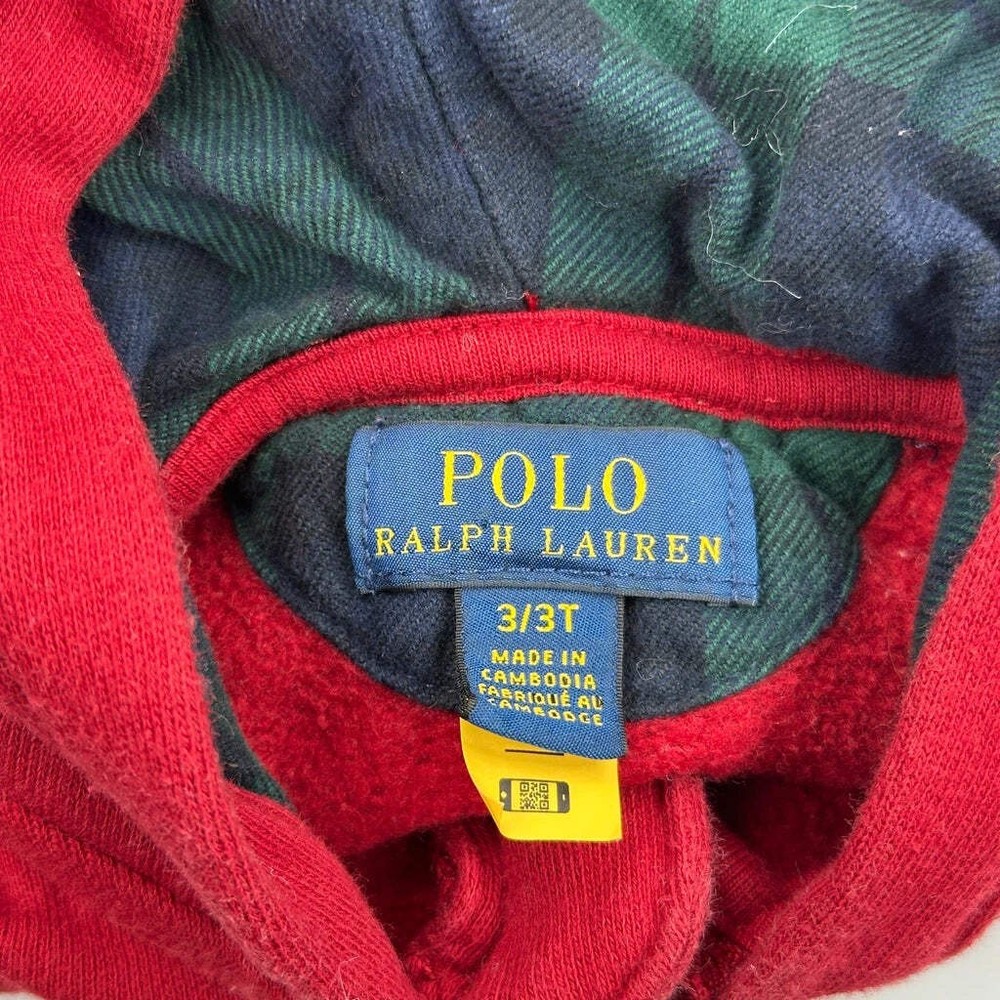 POLO
RALPH LAUREN
3/3T
MADE IN
CAMBODIA
FABRIQUÉ AU
CAMBODGE